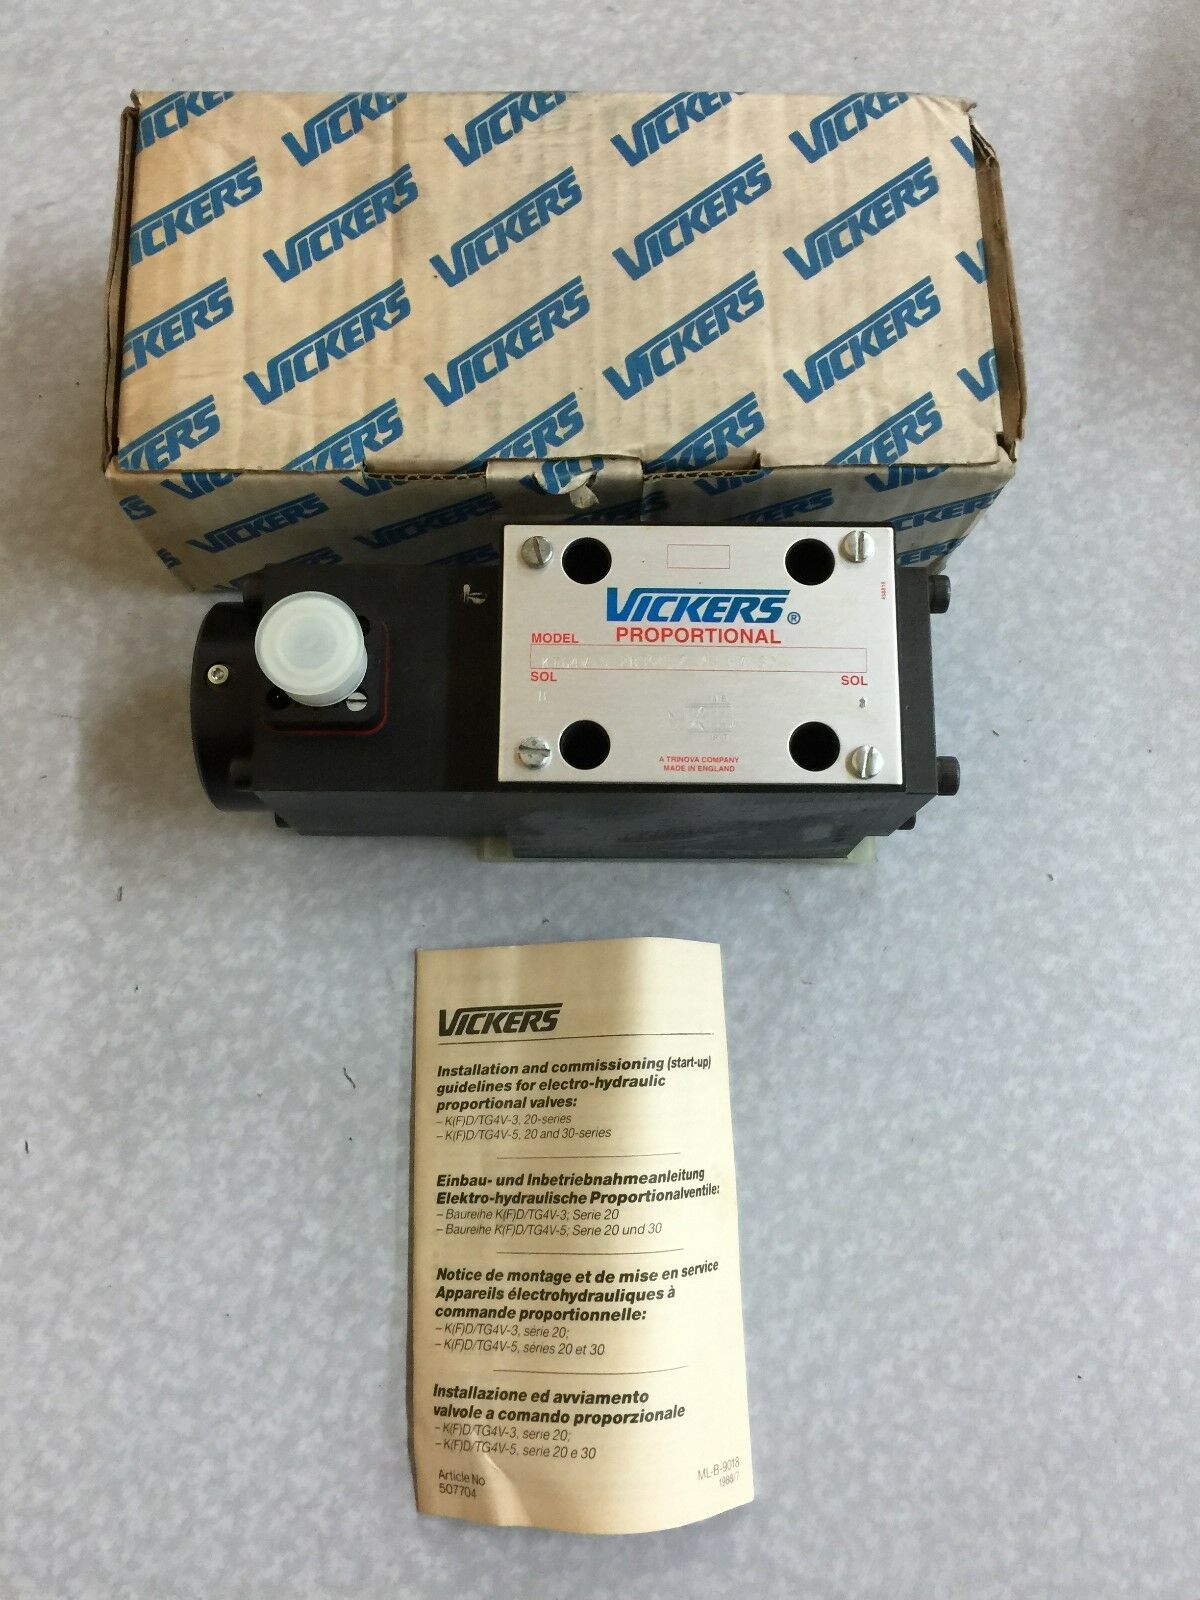 VICKERS VICKERS VICKERS VICKERS
VICKERS VICKERS VICKERS VICKERS
VICKERS VICKERS VICKERS VICKERS
VICKERS
VICKERS
PROPORTIONAL
MODEL
SOL
SOL
B
A TRINOVA COMPANY
MADE IN ENGLAND
VICKERS
Installation and commissioning (start-up)
guidelines for electro-hydraulic
proportional valves:
– K(F)D/TG4V-3, 20-series
– K(F)D/TG4V-5, 20 and 30-series
Einbau- und Inbetriebnahmeanleitung
Elektro-hydraulische Proportionalventile:
– Baureihe K(F)D/TG4V-3; Serie 20
– Baureihe K(F)D/TG4V-5; Serie 20 und 30
Notice de montage et de mise en service
Appareils électrohydrauliques à
commande proportionnelle:
– K(F)D/TG4V-3, série 20;
– K(F)D/TG4V-5, séries 20 et 30
Installazione ed avviamento
valvole a comando proporzionale
– K(F)D/TG4V-3, serie 20;
– K(F)D/TG4V-5, serie 20 e 30
Article No
507704
ML-B-9018
1988/7